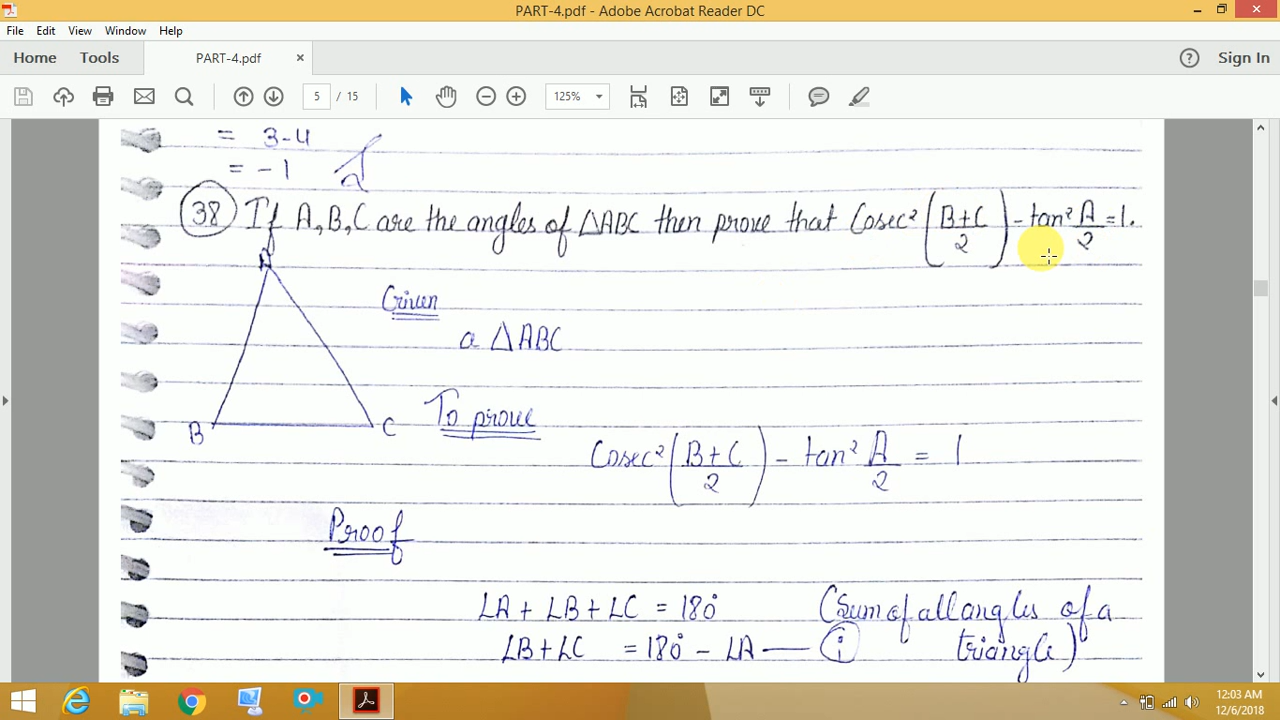 PART-4.pdf - Adobe Acrobat Reader DC
File Edit View Window Help
Home Tools PART-4.pdf × ? Sign In
5 / 15 125%
= 3-4
= -1
38 If A, B, C are the angles of △ABC then prove that Cosec²(B+C/2) - tan² A/2 = 1.
A
Given
a △ABC
B C To prove
Cosec²(B+C/2) - tan² A/2 = 1
Proof
∠A + ∠B + ∠C = 180° (Sum of all angles of a
∠B + ∠C = 180° - ∠A — (i) triangle)
12:03 AM
12/6/2018